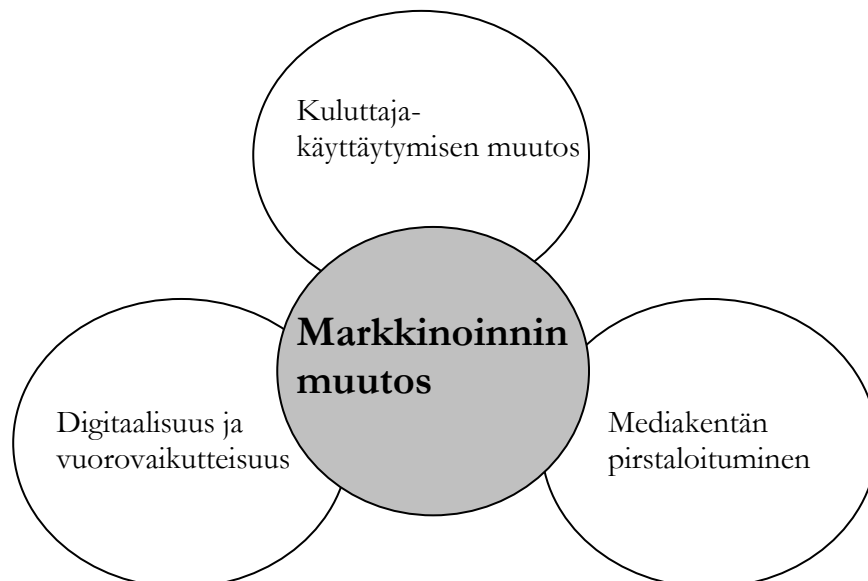 Kuluttaja-
käyttäytymisen muutos
Markkinoinnin
muutos
Digitaalisuus ja
vuorovaikutteisuus
Mediakentän
pirstaloituminen